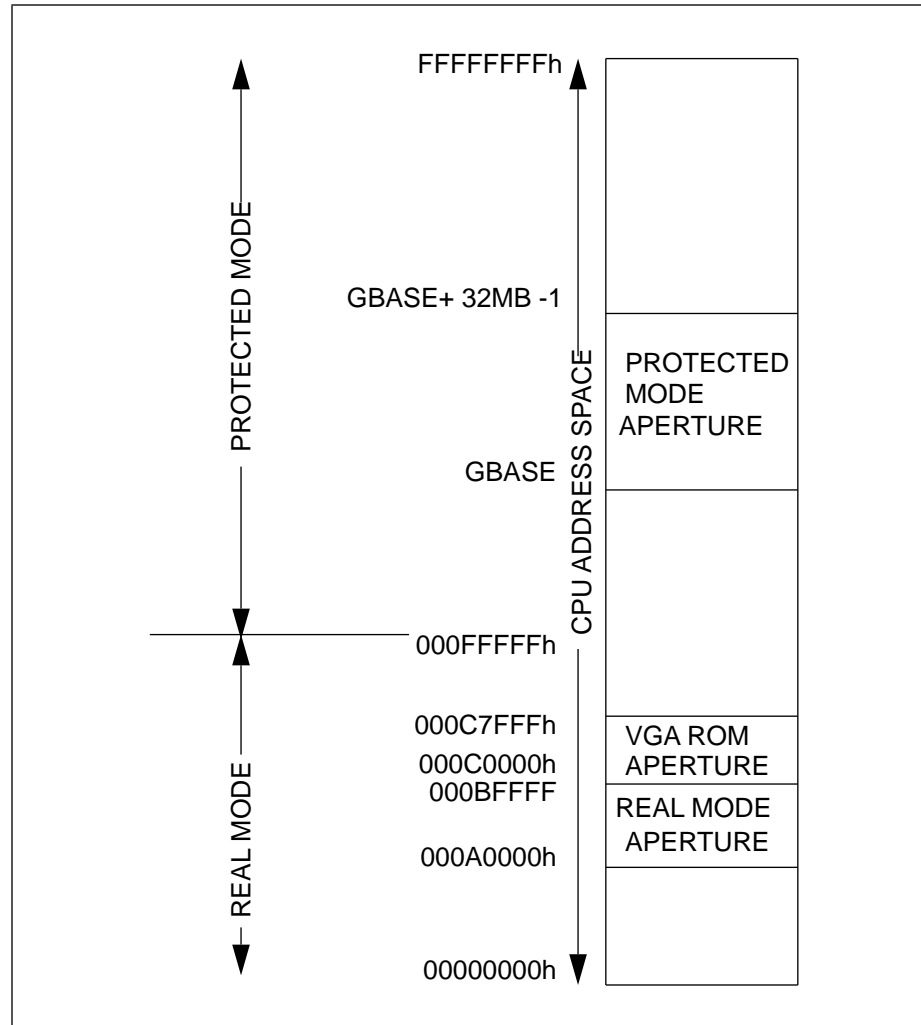 FFFFFFFFh
PROTECTED MODE
GBASE+ 32MB -1
PROTECTED
MODE
APERTURE
CPU ADDRESS SPACE
GBASE
000FFFFFh
000C7FFFh
VGA ROM
APERTURE
000C0000h
000BFFFF
REAL MODE
APERTURE
REAL MODE
000A0000h
00000000h